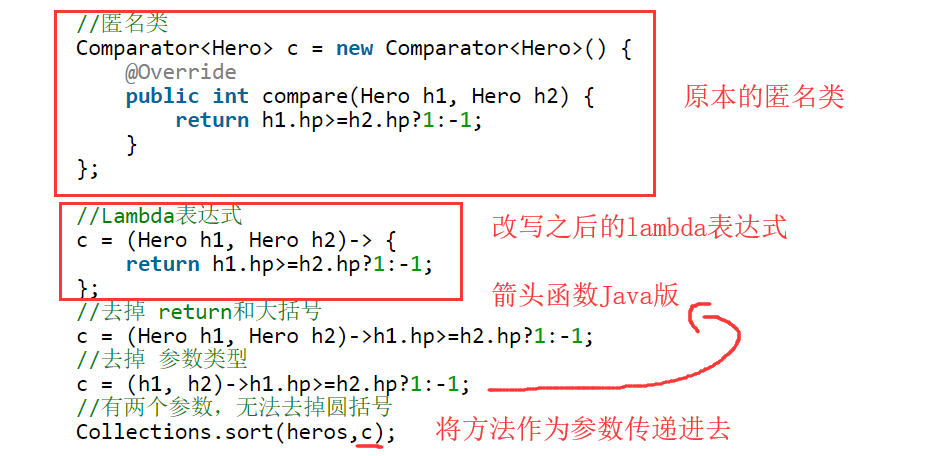 //匿名类
Comparator<Hero> c = new Comparator<Hero>() {
@Override
public int compare(Hero h1, Hero h2) {
return h1.hp>=h2.hp?1:-1;
}
};
原本的匿名类
//Lambda表达式
c = (Hero h1, Hero h2)-> {
return h1.hp>=h2.hp?1:-1;
};
改写之后的lambda表达式
箭头函数Java版
//去掉 return和大括号
c = (Hero h1, Hero h2)->h1.hp>=h2.hp?1:-1;
//去掉 参数类型
c = (h1, h2)->h1.hp>=h2.hp?1:-1;
//有两个参数，无法去掉圆括号
Collections.sort(heros,c);
将方法作为参数传递进去